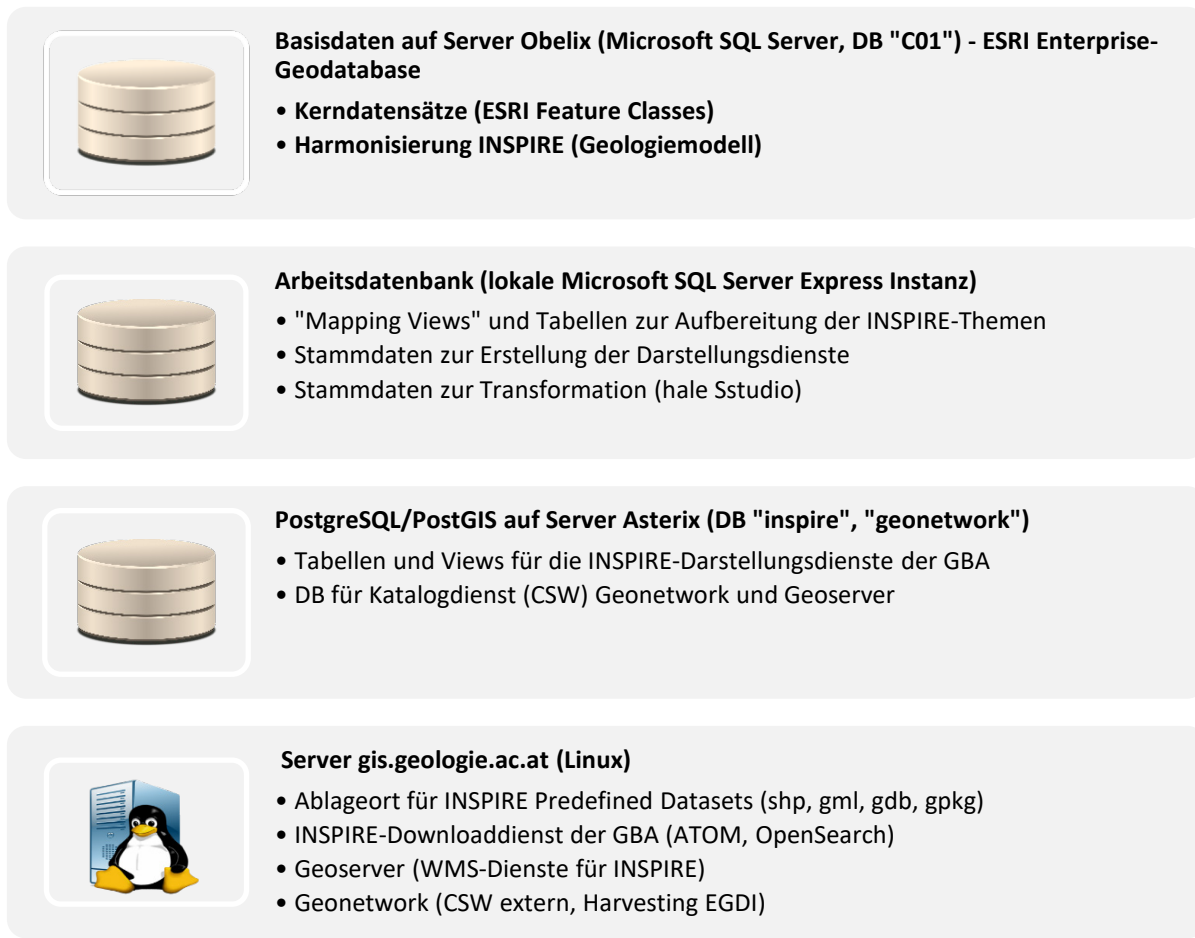 Basisdaten auf Server Obelix (Microsoft SQL Server, DB "C01") - ESRI Enterprise-
Geodatabase
• Kerndatensätze (ESRI Feature Classes)
• Harmonisierung INSPIRE (Geologiemodell)
Arbeitsdatenbank (lokale Microsoft SQL Server Express Instanz)
• "Mapping Views" und Tabellen zur Aufbereitung der INSPIRE-Themen
• Stammdaten zur Erstellung der Darstellungsdienste
• Stammdaten zur Transformation (hale Sstudio)
PostgreSQL/PostGIS auf Server Asterix (DB "inspire", "geonetwork")
• Tabellen und Views für die INSPIRE-Darstellungsdienste der GBA
• DB für Katalogdienst (CSW) Geonetwork und Geoserver
Server gis.geologie.ac.at (Linux)
• Ablageort für INSPIRE Predefined Datasets (shp, gml, gdb, gpkg)
• INSPIRE-Downloaddienst der GBA (ATOM, OpenSearch)
• Geoserver (WMS-Dienste für INSPIRE)
• Geonetwork (CSW extern, Harvesting EGDI)